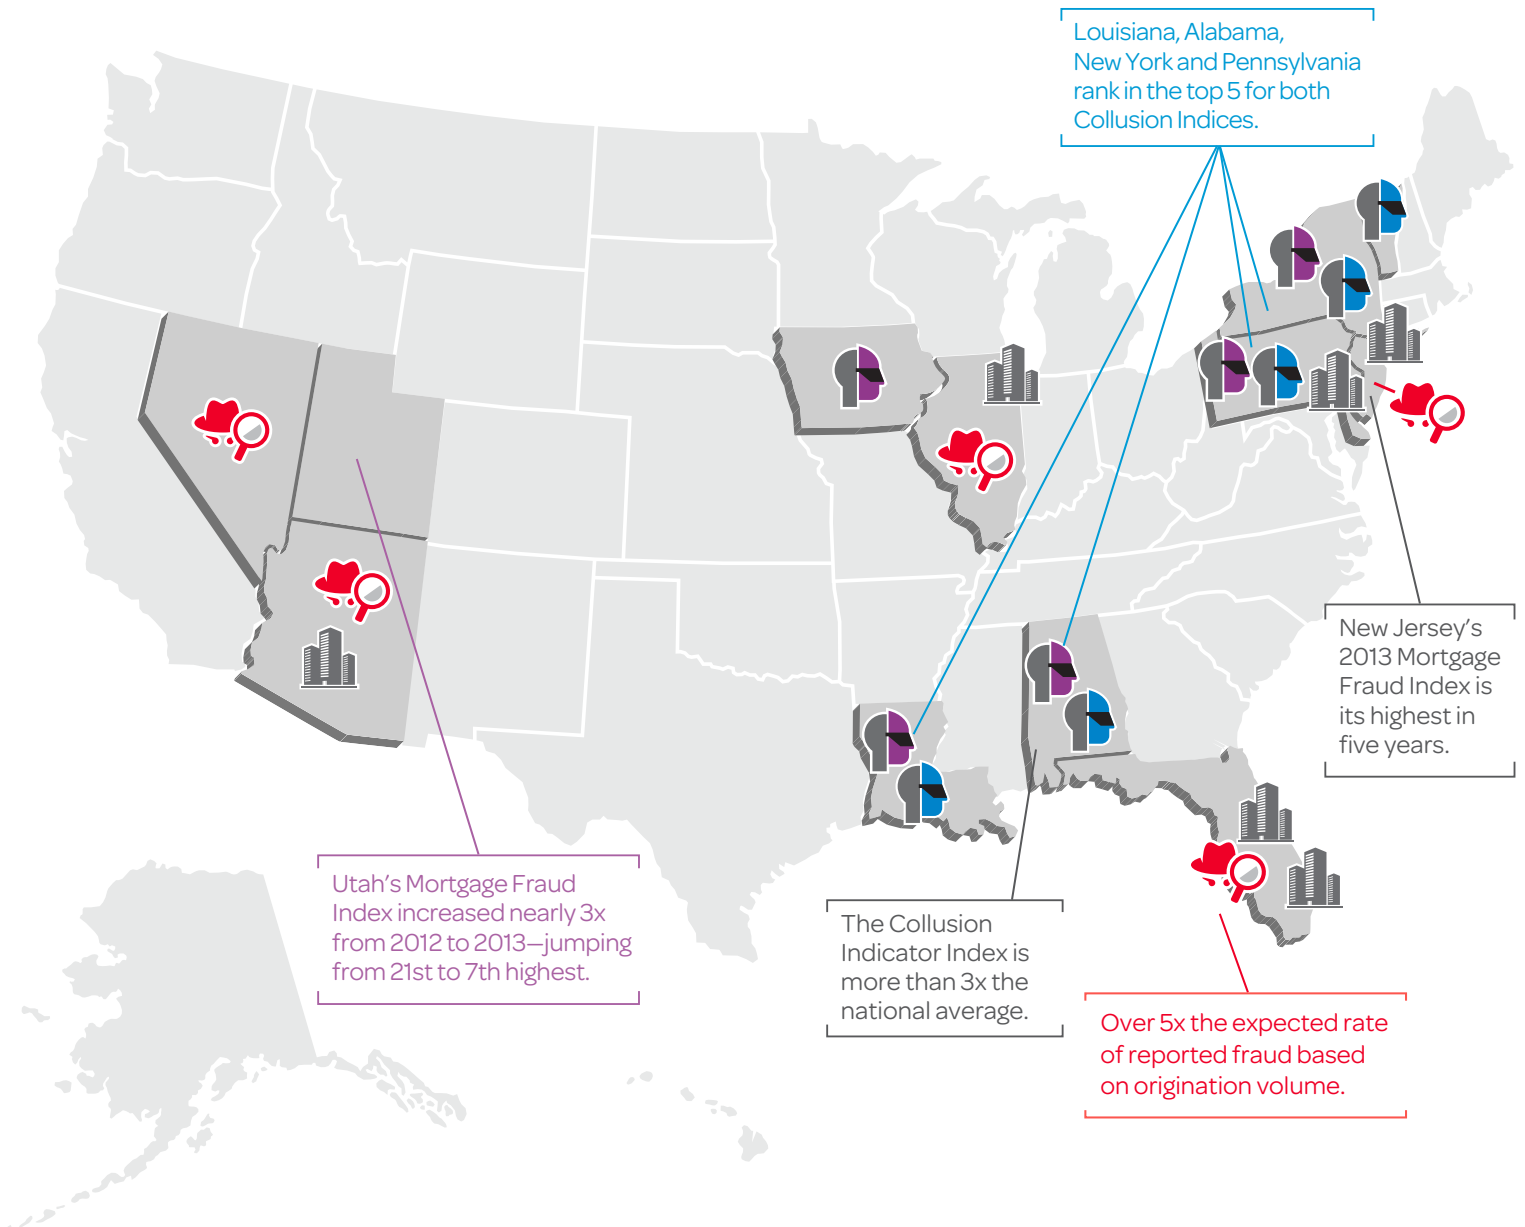 Louisiana, Alabama,
New York and Pennsylvania
rank in the top 5 for both
Collusion Indices.
New Jersey’s
2013 Mortgage
Fraud Index is
its highest in
five years.
Utah’s Mortgage Fraud
Index increased nearly 3x
from 2012 to 2013—jumping
from 21st to 7th highest.
The Collusion
Indicator Index is
more than 3x the
national average.
Over 5x the expected rate
of reported fraud based
on origination volume.